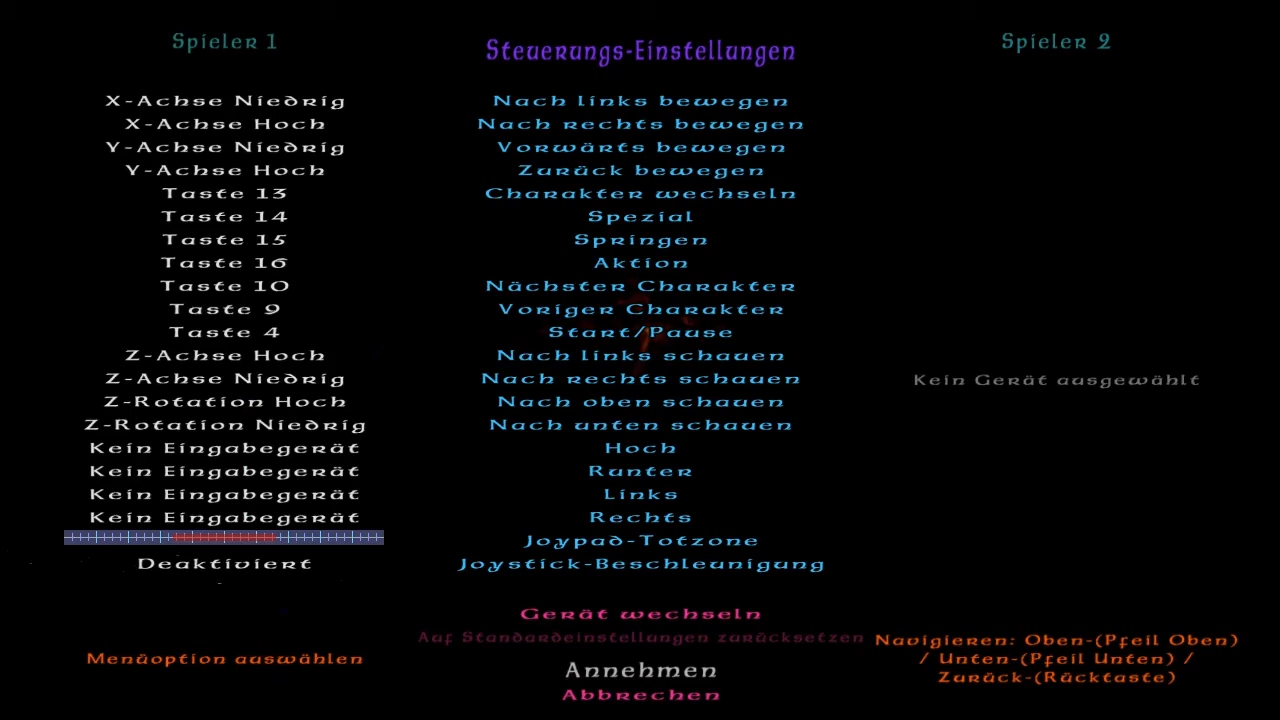 Spieler 1 Steuerungs-Einstellungen Spieler 2
X-Achse Niedrig Nach links bewegen
X-Achse Hoch Nach rechts bewegen
Y-Achse Niedrig Vorwärts bewegen
Y-Achse Hoch Zurück bewegen
Taste 13 Charakter wechseln
Taste 14 Spezial
Taste 15 Springen
Taste 16 Aktion
Taste 10 Nächster Charakter
Taste 9 Voriger Charakter
Taste 4 Start/Pause
Z-Achse Hoch Nach links schauen
Z-Achse Niedrig Nach rechts schauen Kein Gerät ausgewählt
Z-Rotation Hoch Nach oben schauen
Z-Rotation Niedrig Nach unten schauen
Kein Eingabegerät Hoch
Kein Eingabegerät Runter
Kein Eingabegerät Links
Kein Eingabegerät Rechts
Joypad-Totzone
Deaktiviert Joystick-Beschleunigung
Gerät wechseln
Auf Standardeinstellungen zurücksetzen
Menüoption auswählen
Annehmen
Abbrechen
Navigieren: Oben-(Pfeil Oben)
/ Unten-(Pfeil Unten) /
Zurück-(Rücktaste)